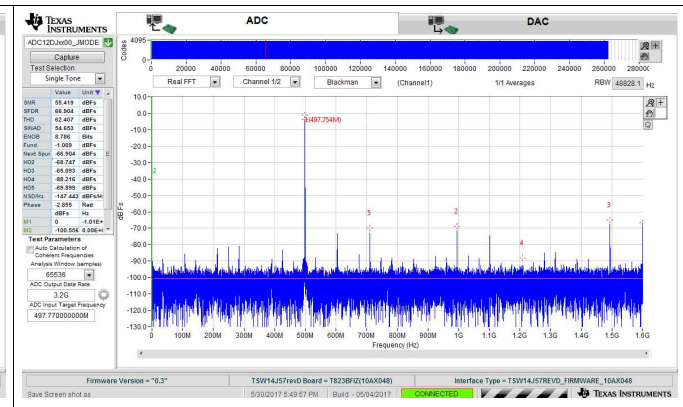 TEXAS INSTRUMENTS
ADC
DAC
ADC12DJxx00_JMODE
Capture
Test Selection
Single Tone
Value Unit
SNR 55.419 dBFs
SFDR 66.904 dBFs
THD 62.407 dBFs
SINAD 54.653 dBFs
ENOB 8.786 Bits
Fund. -1.009 dBFs
Next Spur -66.904 dBFs
HD2 -68.747 dBFs
HD3 -65.093 dBFs
HD4 -88.216 dBFs
HD5 -69.899 dBFs
NSD/Hz -147.442 dBFs/Hz
Phase -2.855 Rad
dBFs Hz
M1 0 -1.01E+
M2 -100.556 0.00E+
Test Parameters
Auto Calculation of
Coherent Frequencies
Analysis Window (samples)
65536
ADC Output Data Rate
3.2G
ADC Input Target Frequency
497.770000000M
Codes
4095
0
0 20000 40000 60000 80000 100000 120000 140000 160000 180000 200000 220000 240000 260000 280000
Real FFT Channel 1/2 Blackman (Channel1) 1/1 Averages RBW 48828.1 Hz
dBFs
10.0
0.0
-10.0
-20.0
-30.0
-40.0
-50.0
-60.0
-70.0
-80.0
-90.0
-100.0
-110.0
-120.0
-130.0
(497.754M)
2
5
2
4
3
0 100M 200M 300M 400M 500M 600M 700M 800M 900M 1G 1.1G 1.2G 1.3G 1.4G 1.5G 1.6G
Frequency (Hz)
Firmware Version = "0.3"
TSW14J57revD Board = T823BFIZ(10AX048)
Interface Type = TSW14J57REVD_FIRMWARE_10AX048
Save Screen shot as
5/30/2017 5:49:57 PM
Build - 05/04/2017
CONNECTED
TEXAS INSTRUMENTS